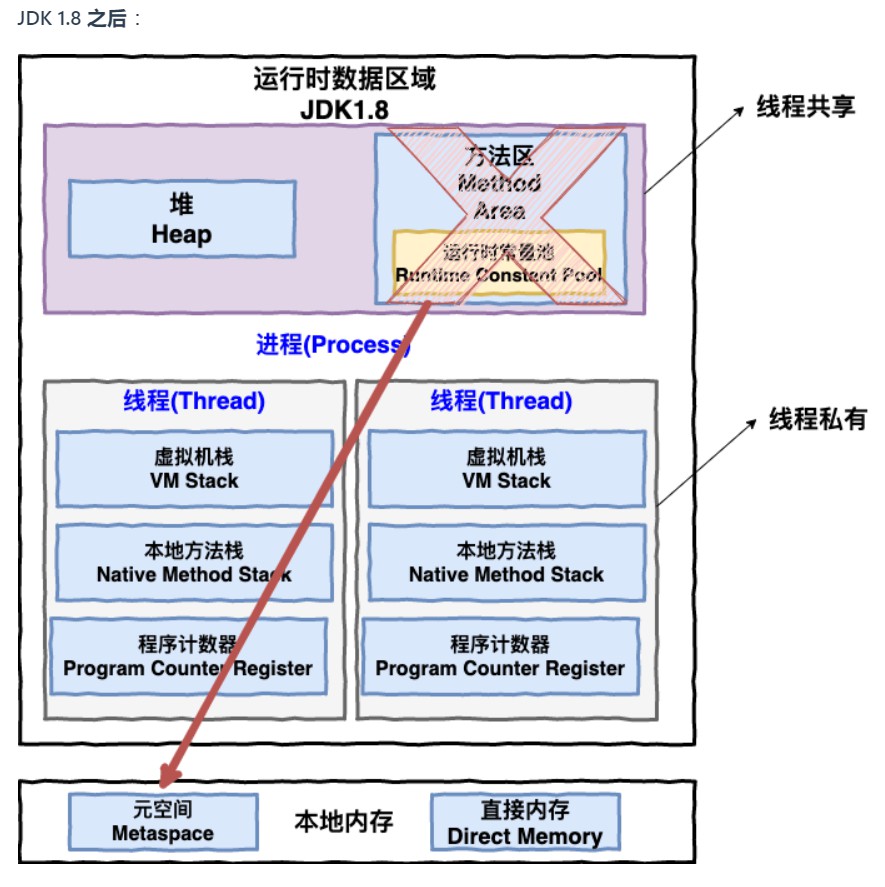 JDK 1.8 之后：
运行时数据区域
JDK1.8
线程共享
堆
Heap
方法区
Method
Area
运行时常量池
Runtime Constant Pool
进程(Process)
线程(Thread)
虚拟机栈
VM Stack
本地方法栈
Native Method Stack
程序计数器
Program Counter Register
线程(Thread)
虚拟机栈
VM Stack
本地方法栈
Native Method Stack
程序计数器
Program Counter Register
线程私有
元空间
Metaspace
本地内存
直接内存
Direct Memory